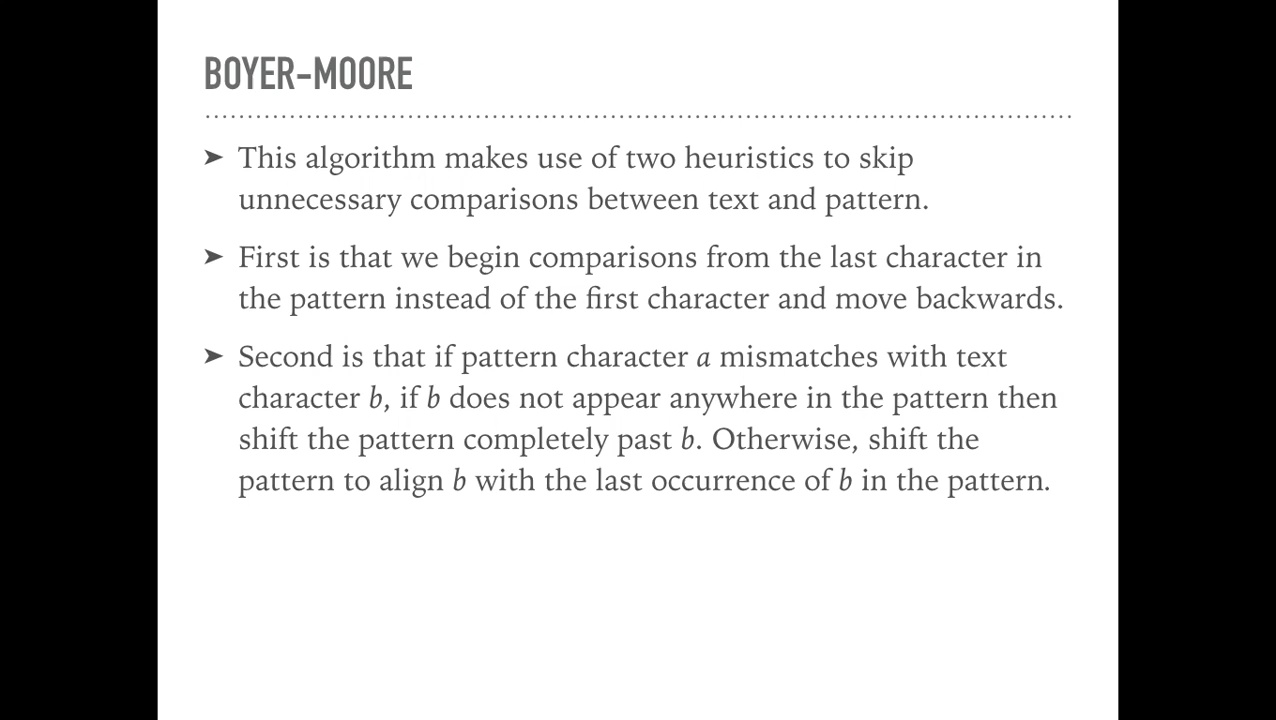 BOYER-MOORE
➤ This algorithm makes use of two heuristics to skip
unnecessary comparisons between text and pattern.
➤ First is that we begin comparisons from the last character in
the pattern instead of the first character and move backwards.
➤ Second is that if pattern character a mismatches with text
character b, if b does not appear anywhere in the pattern then
shift the pattern completely past b. Otherwise, shift the
pattern to align b with the last occurrence of b in the pattern.